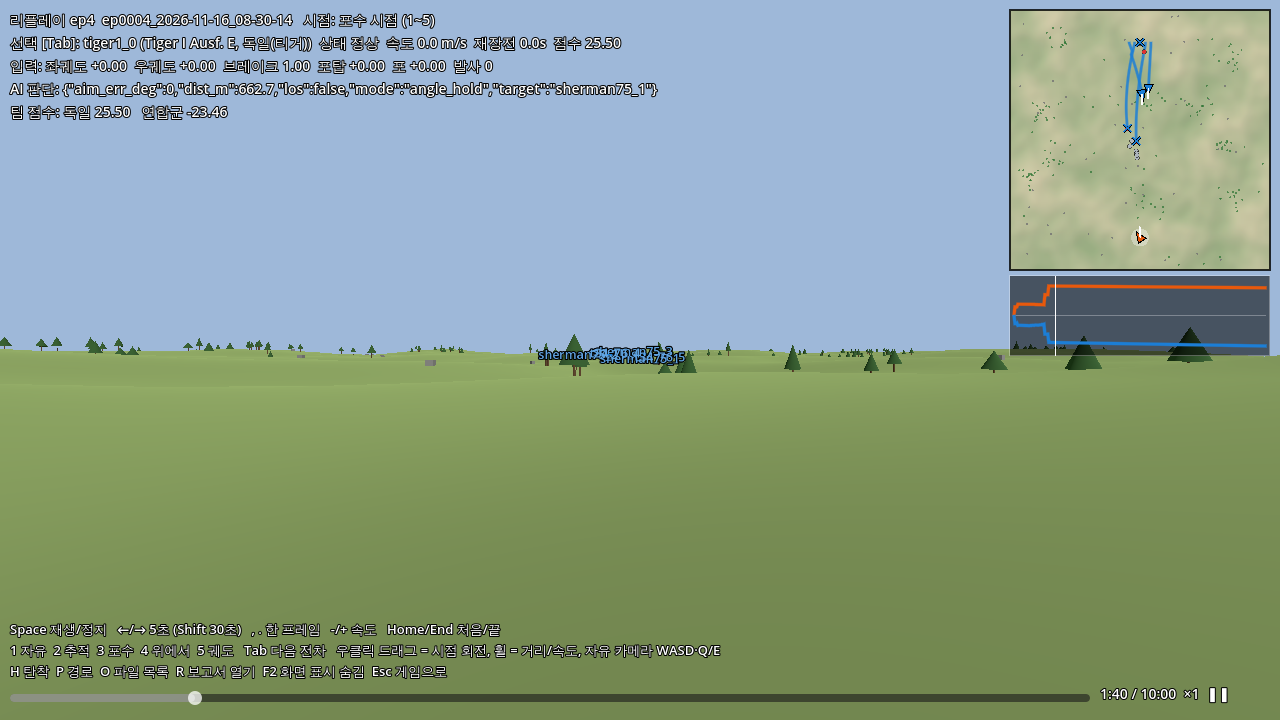 리플레이 ep4 ep0004_2026-11-16_08-30-14 시점: 포수 시점 (1~5)
선택 [Tab]: tiger1_0 (Tiger I Ausf. E, 독일(티거)) 상태 정상 속도 0.0 m/s 재장전 0.0s 점수 25.50
입력: 좌궤도 +0.00 우궤도 +0.00 브레이크 1.00 포탑 +0.00 포 +0.00 발사 0
AI 판단: {"aim_err_deg":0,"dist_m":662.7,"los":false,"mode":"angle_hold","target":"sherman75_1"}
팀 점수: 독일 25.50 연합군 -23.46
Space 재생/정지 ←/→ 5초 (Shift 30초) , . 한 프레임 -/+ 속도 Home/End 처음/끝
1 자유 2 추적 3 포수 4 위에서 5 궤도 Tab 다음 전차 우클릭 드래그 = 시점 회전, 휠 = 거리/속도, 자유 카메라 WASD·Q/E
H 탄착 P 경로 O 파일 목록 R 보고서 열기 F2 화면 표시 숨김 Esc 게임으로
1:40 / 10:00 ×1